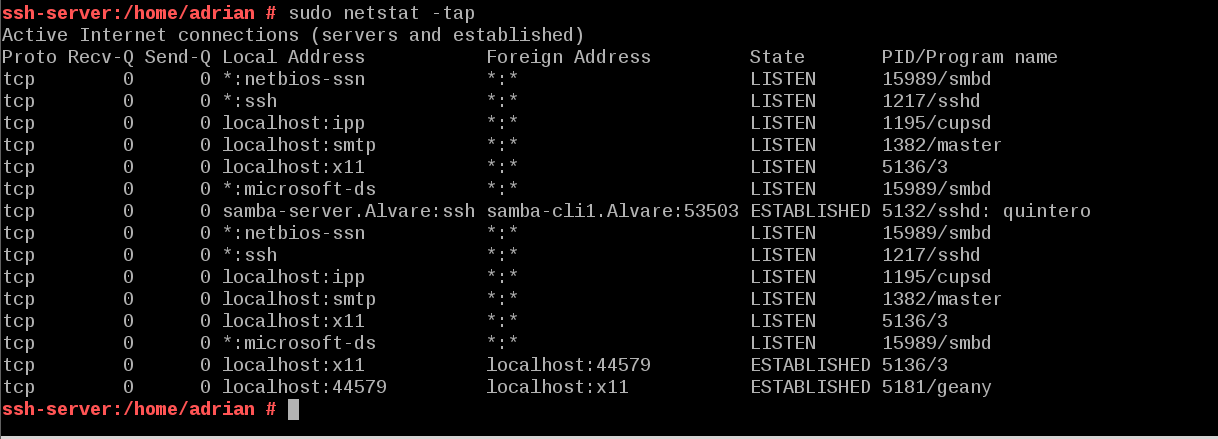 ssh-server:/home/adrian # sudo netstat -tap
Active Internet connections (servers and established)
Proto Recv-Q Send-Q Local Address           Foreign Address         State       PID/Program name
tcp        0      0 *:netbios-ssn           *:*                     LISTEN      15989/smbd
tcp        0      0 *:ssh                   *:*                     LISTEN      1217/sshd
tcp        0      0 localhost:ipp           *:*                     LISTEN      1195/cupsd
tcp        0      0 localhost:smtp          *:*                     LISTEN      1382/master
tcp        0      0 localhost:x11           *:*                     LISTEN      5136/3
tcp        0      0 *:microsoft-ds          *:*                     LISTEN      15989/smbd
tcp        0      0 samba-server.Alvare:ssh samba-cli1.Alvare:53503 ESTABLISHED 5132/sshd: quintero
tcp        0      0 *:netbios-ssn           *:*                     LISTEN      15989/smbd
tcp        0      0 *:ssh                   *:*                     LISTEN      1217/sshd
tcp        0      0 localhost:ipp           *:*                     LISTEN      1195/cupsd
tcp        0      0 localhost:smtp          *:*                     LISTEN      1382/master
tcp        0      0 localhost:x11           *:*                     LISTEN      5136/3
tcp        0      0 *:microsoft-ds          *:*                     LISTEN      15989/smbd
tcp        0      0 localhost:x11           localhost:44579         ESTABLISHED 5136/3
tcp        0      0 localhost:44579         localhost:x11           ESTABLISHED 5181/geany
ssh-server:/home/adrian #